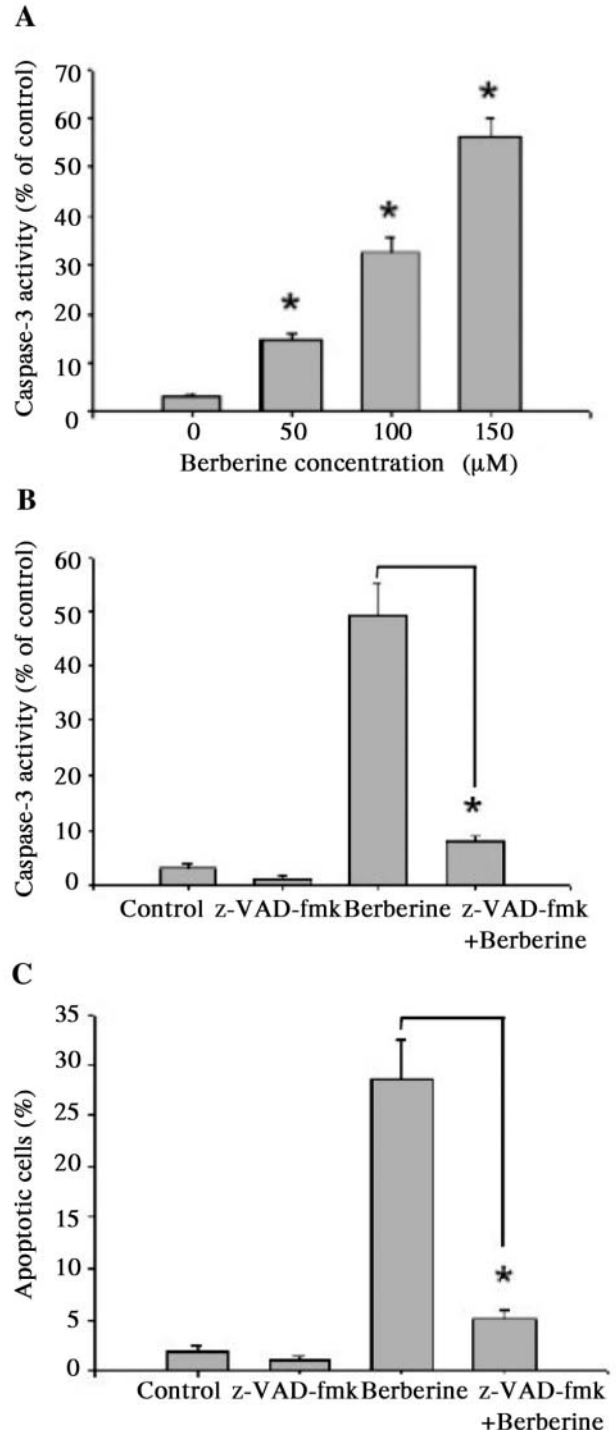 A
Caspase-3 activity (% of control)
70
60
50
40
30
20
10
0
*
*
*
0 50 100 150
Berberine concentration (μM)
B
Caspase-3 activity (% of control)
60
50
40
30
20
10
0
*
Control z-VAD-fmk Berberine z-VAD-fmk
+Berberine
C
Apoptotic cells (%)
35
30
25
20
15
10
5
0
*
Control z-VAD-fmk Berberine z-VAD-fmk
+Berberine